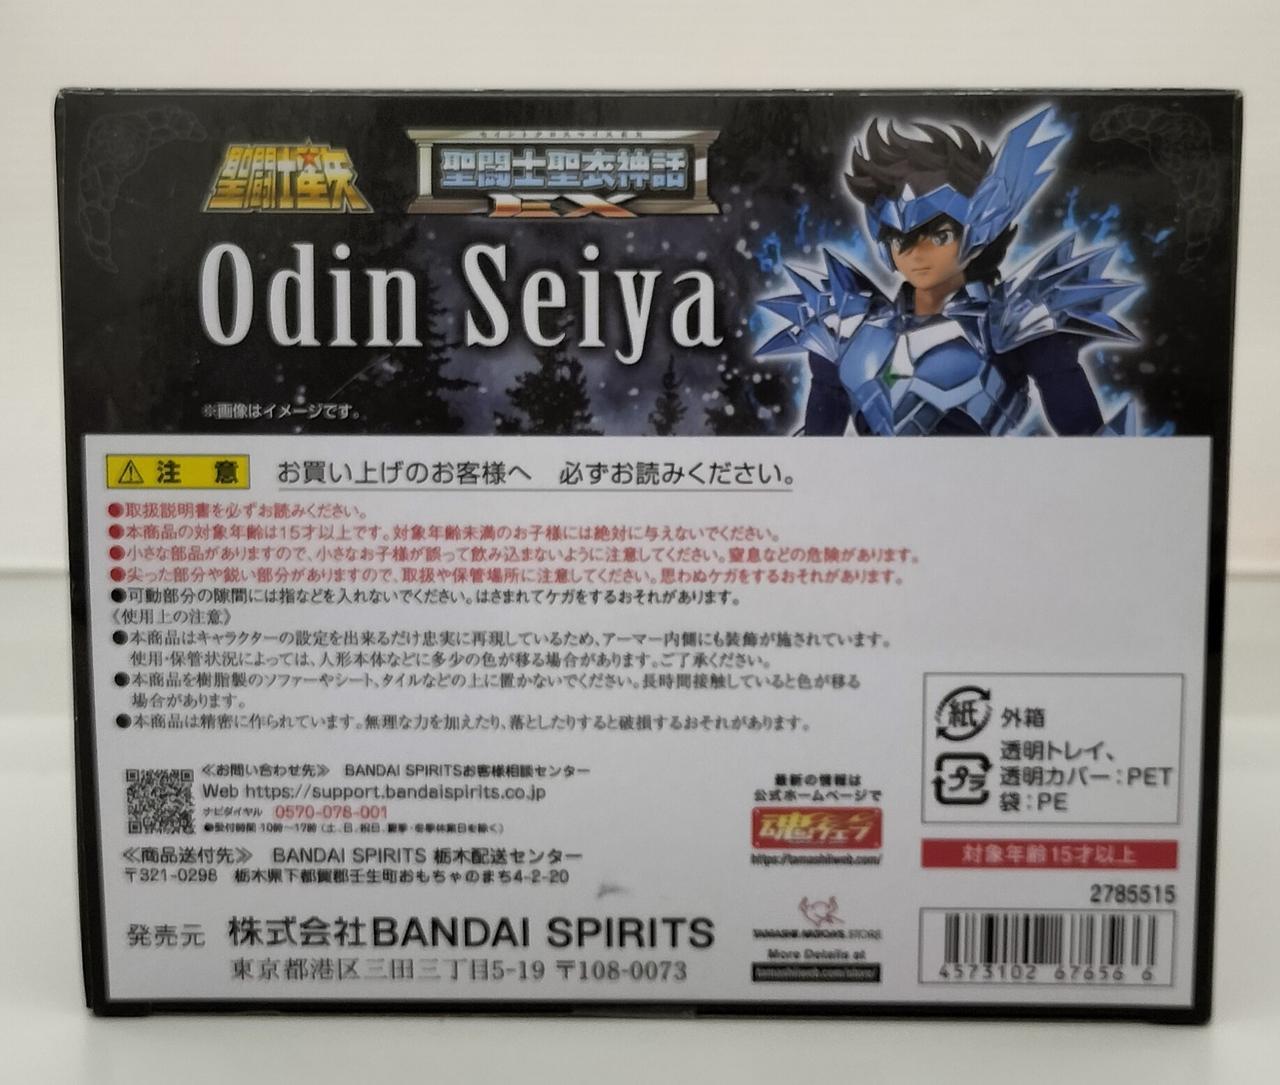 聖闘士星矢
セイントクロスマイスEX
聖闘士聖衣神話
EX
Odin Seiya
※画像はイメージです。
注 意 お買い上げのお客様へ 必ずお読みください。
●取扱説明書を必ずお読みください。
●本商品の対象年齢は15才以上です。対象年齢未満のお子様には絶対に与えないでください。
●小さな部品がありますので、小さなお子様が誤って飲み込まないように注意してください。窒息などの危険があります。
●尖った部分や鋭い部分がありますので、取扱や保管場所に注意してください。思わぬケガをするおそれがあります。
●可動部分の隙間には指などを入れないでください。はさまれてケガをするおそれがあります。
《使用上の注意》
●本商品はキャラクターの設定を出来るだけ忠実に再現しているため、アーマー内側にも装飾が施されています。
使用・保管状況によっては、人形本体などに多少の色が移る場合があります。ご了承ください。
●本商品を樹脂製のソファーやシート、タイルなどの上に置かないでください。長時間接触していると色が移る
場合があります。
●本商品は精密に作られています。無理な力を加えたり、落としたりすると破損するおそれがあります。
≪お問い合わせ先≫ BANDAI SPIRITSお客様相談センター
Web https://support.bandaispirits.co.jp
ナビダイヤル 0570-078-001
●受付時間 10時～17時（土、日、祝日、夏季・冬季休業日を除く）
≪商品送付先≫ BANDAI SPIRITS 栃木配送センター
〒321-0298 栃木県下都賀郡壬生町おもちゃのまち4-2-20
発売元 株式会社BANDAI SPIRITS
東京都港区三田三丁目5-19 〒108-0073
最新の情報は
公式ホームページで
魂ウェブ
https://tamashiiweb.com/
TAMASHII NATIONS STORE
More Details at
tamashiiweb.com/store/
紙 外箱
プラ 透明トレイ、
透明カバー：PET
袋：PE
対象年齢15才以上
2785515
4573102 67656 6